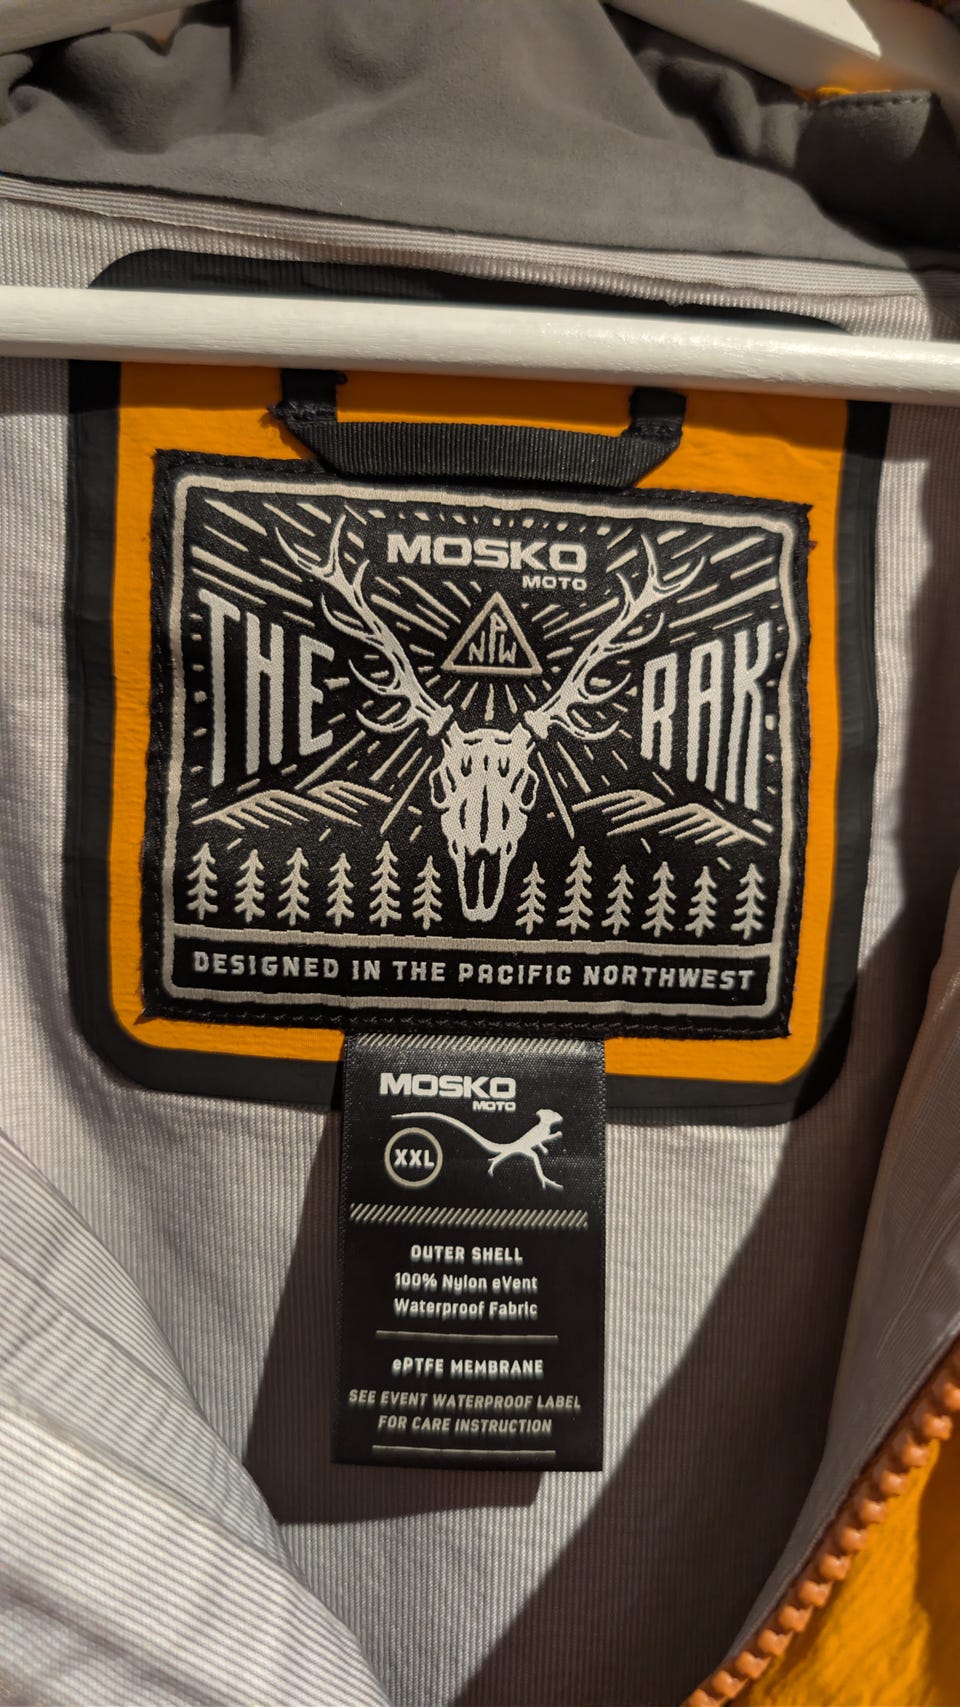 MOSKO
MOTO
PNW
THE RAK
DESIGNED IN THE PACIFIC NORTHWEST
MOSKO
MOTO
XXL
OUTER SHELL
100% Nylon eVent
Waterproof Fabric
ePTFE MEMBRANE
SEE EVENT WATERPROOF LABEL
FOR CARE INSTRUCTION